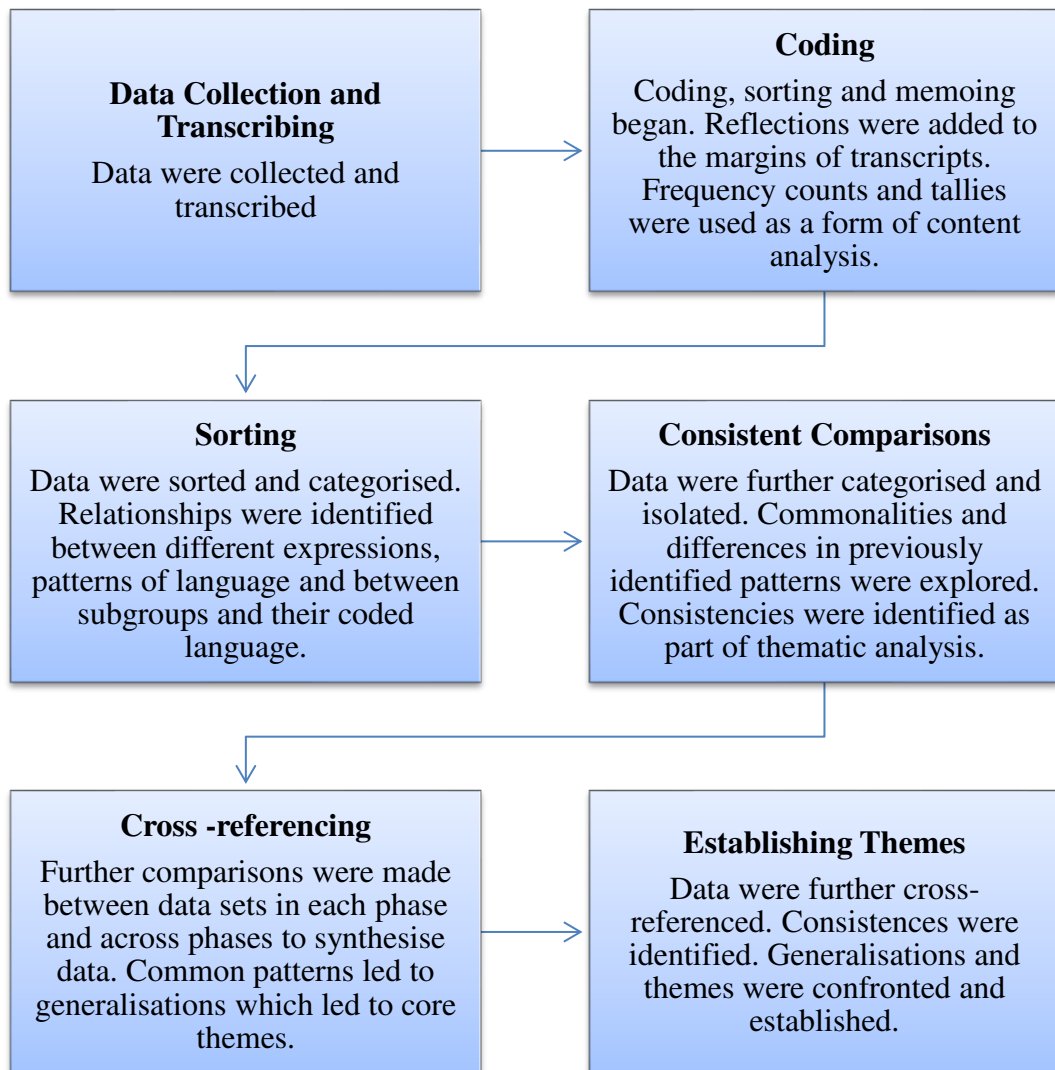 Data Collection and
Transcribing
Data were collected and
transcribed
Coding
Coding, sorting and memoing
began. Reflections were added to
the margins of transcripts.
Frequency counts and tallies
were used as a form of content
analysis.
Sorting
Data were sorted and categorised.
Relationships were identified
between different expressions,
patterns of language and between
subgroups and their coded
language.
Consistent Comparisons
Data were further categorised and
isolated. Commonalities and
differences in previously
identified patterns were explored.
Consistencies were identified as
part of thematic analysis.
Cross -referencing
Further comparisons were made
between data sets in each phase
and across phases to synthesise
data. Common patterns led to
generalisations which led to core
themes.
Establishing Themes
Data were further cross-
referenced. Consistences were
identified. Generalisations and
themes were confronted and
established.